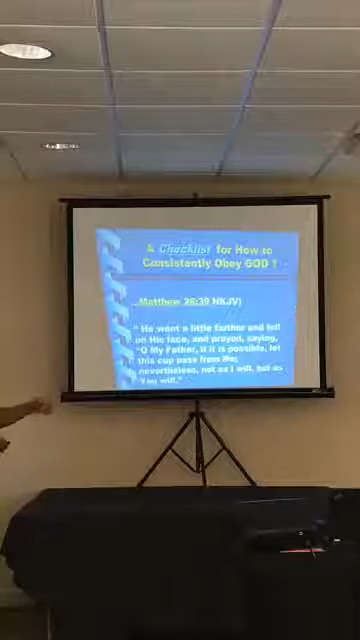 A Checklist for How to
Consistently Obey GOD !
Matthew 26:39 NKJV)
" He went a little farther and fell
on His face, and prayed, saying,
"O My Father, if it is possible, let
this cup pass from Me;
nevertheless, not as I will, but as
You will."